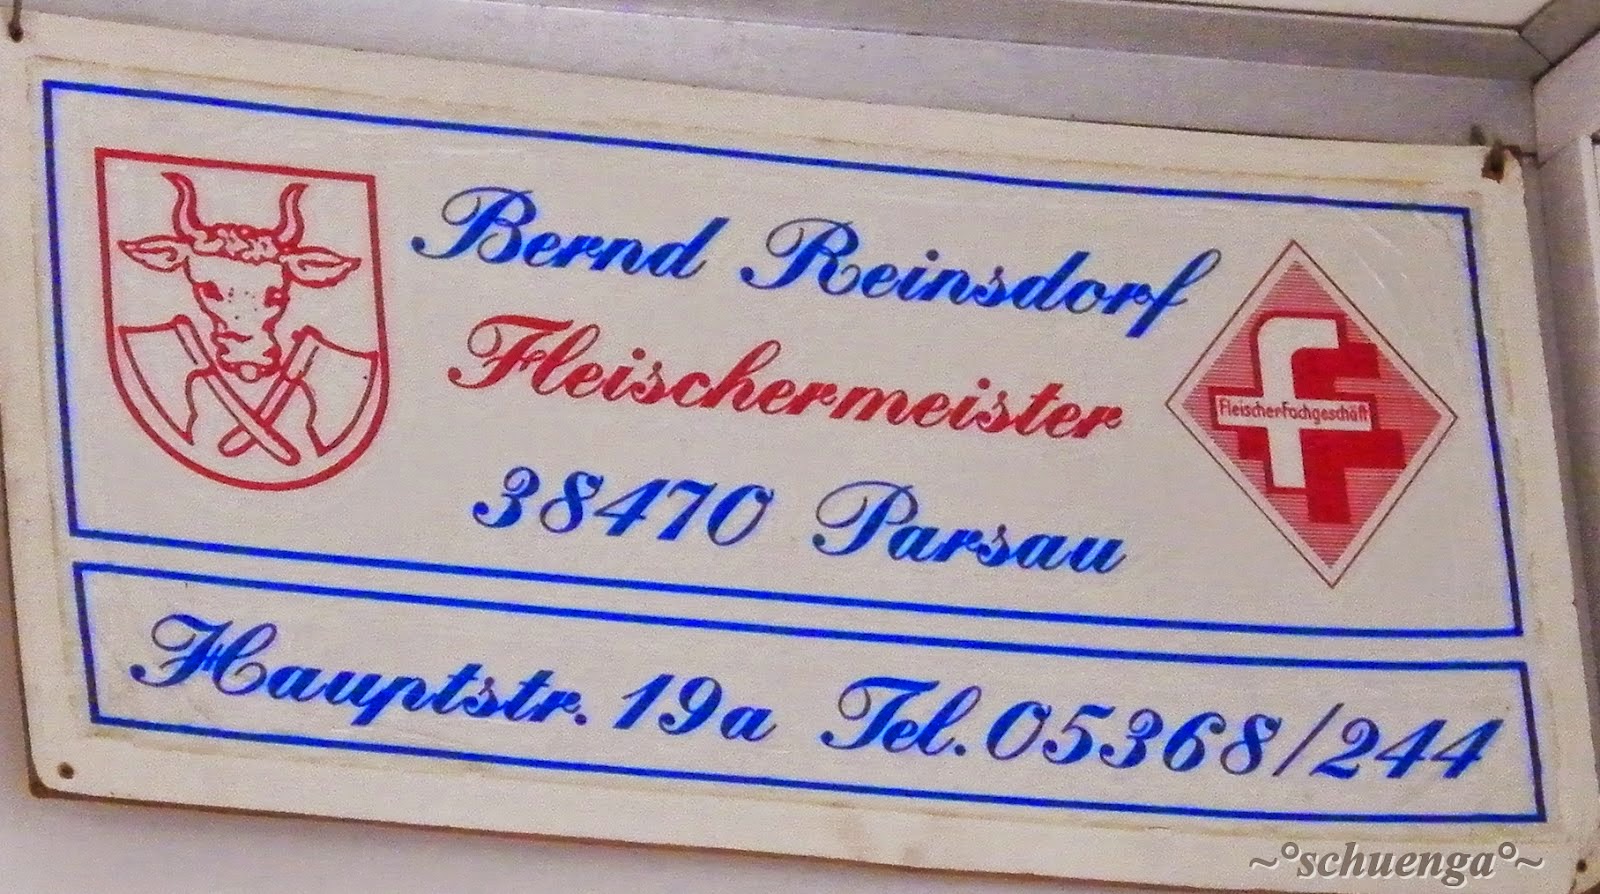 Bernd Reinsdorf
Fleischermeister
f
Fleischerfachgeschäft
38470 Parsau
Hauptstr. 19a Tel. 05368/244
~°schuenga°~